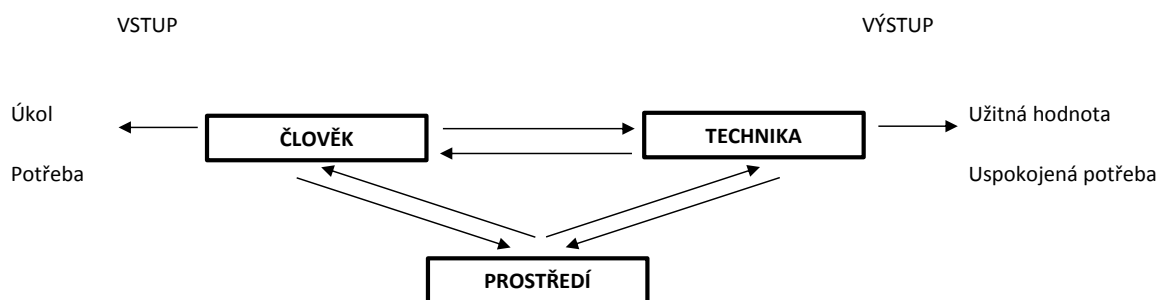 VSTUP VÝSTUP
Úkol Užitná hodnota
ČLOVĚK TECHNIKA
Potřeba Uspokojená potřeba
PROSTŘEDÍ